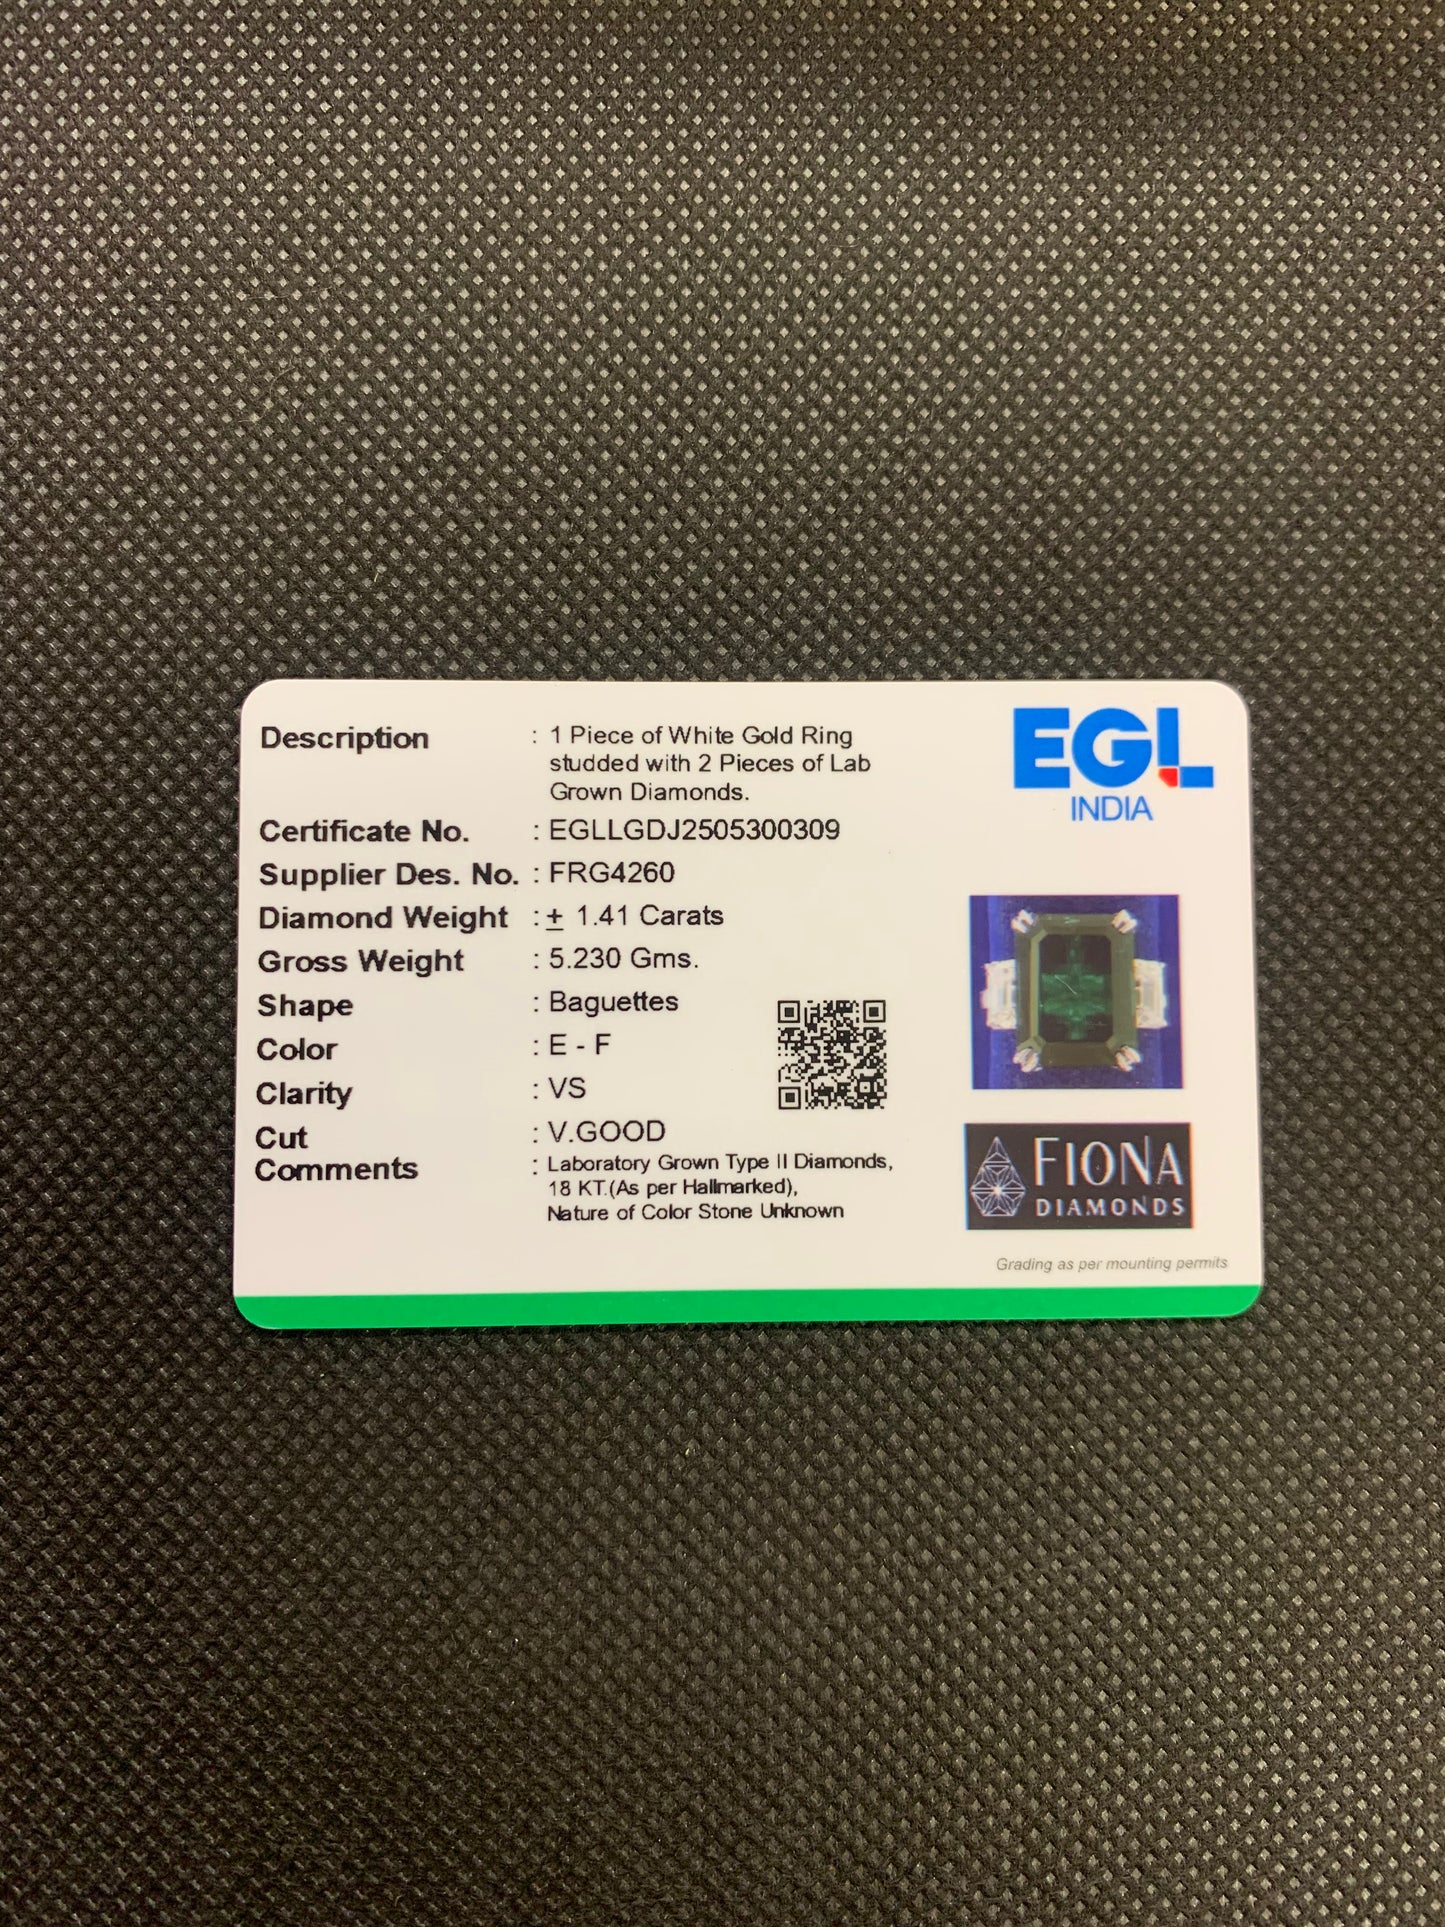 Description : 1 Piece of White Gold Ring
studded with 2 Pieces of Lab
Grown Diamonds.
Certificate No. : EGLLGDJ2505300309
Supplier Des. No. : FRG4260
Diamond Weight : ± 1.41 Carats
Gross Weight : 5.230 Gms.
Shape : Baguettes
Color : E - F
Clarity : VS
Cut : V.GOOD
Comments : Laboratory Grown Type II Diamonds,
18 KT.(As per Hallmarked),
Nature of Color Stone Unknown
EGL
INDIA
FIONA
DIAMONDS
Grading as per mounting permits